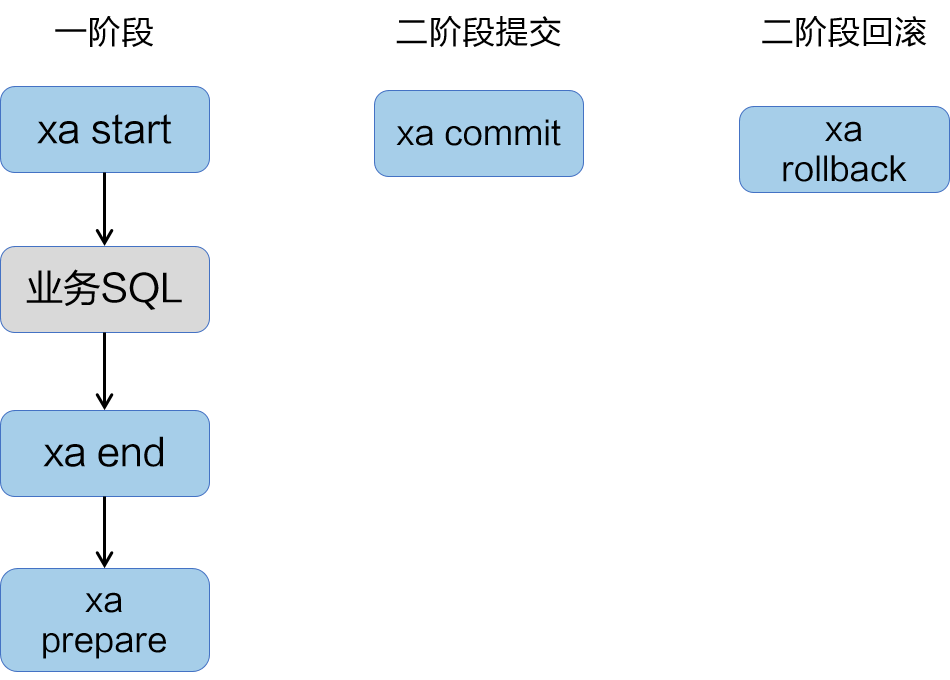 一阶段
xa start
业务SQL
xa end
xa
prepare
二阶段提交
xa commit
二阶段回滚
xa
rollback